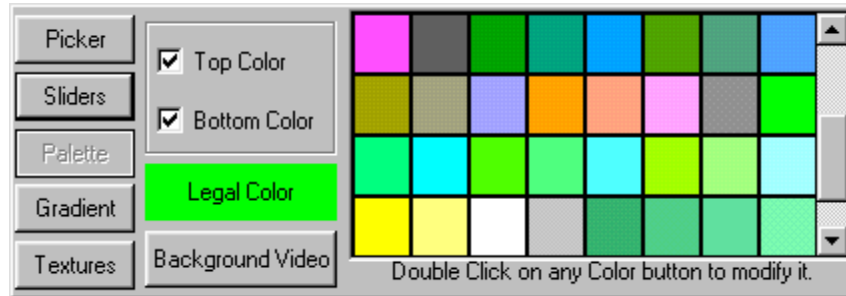 Picker
Sliders
Palette
Gradient
Textures
Top Color
Bottom Color
Legal Color
Background Video
Double Click on any Color button to modify it.